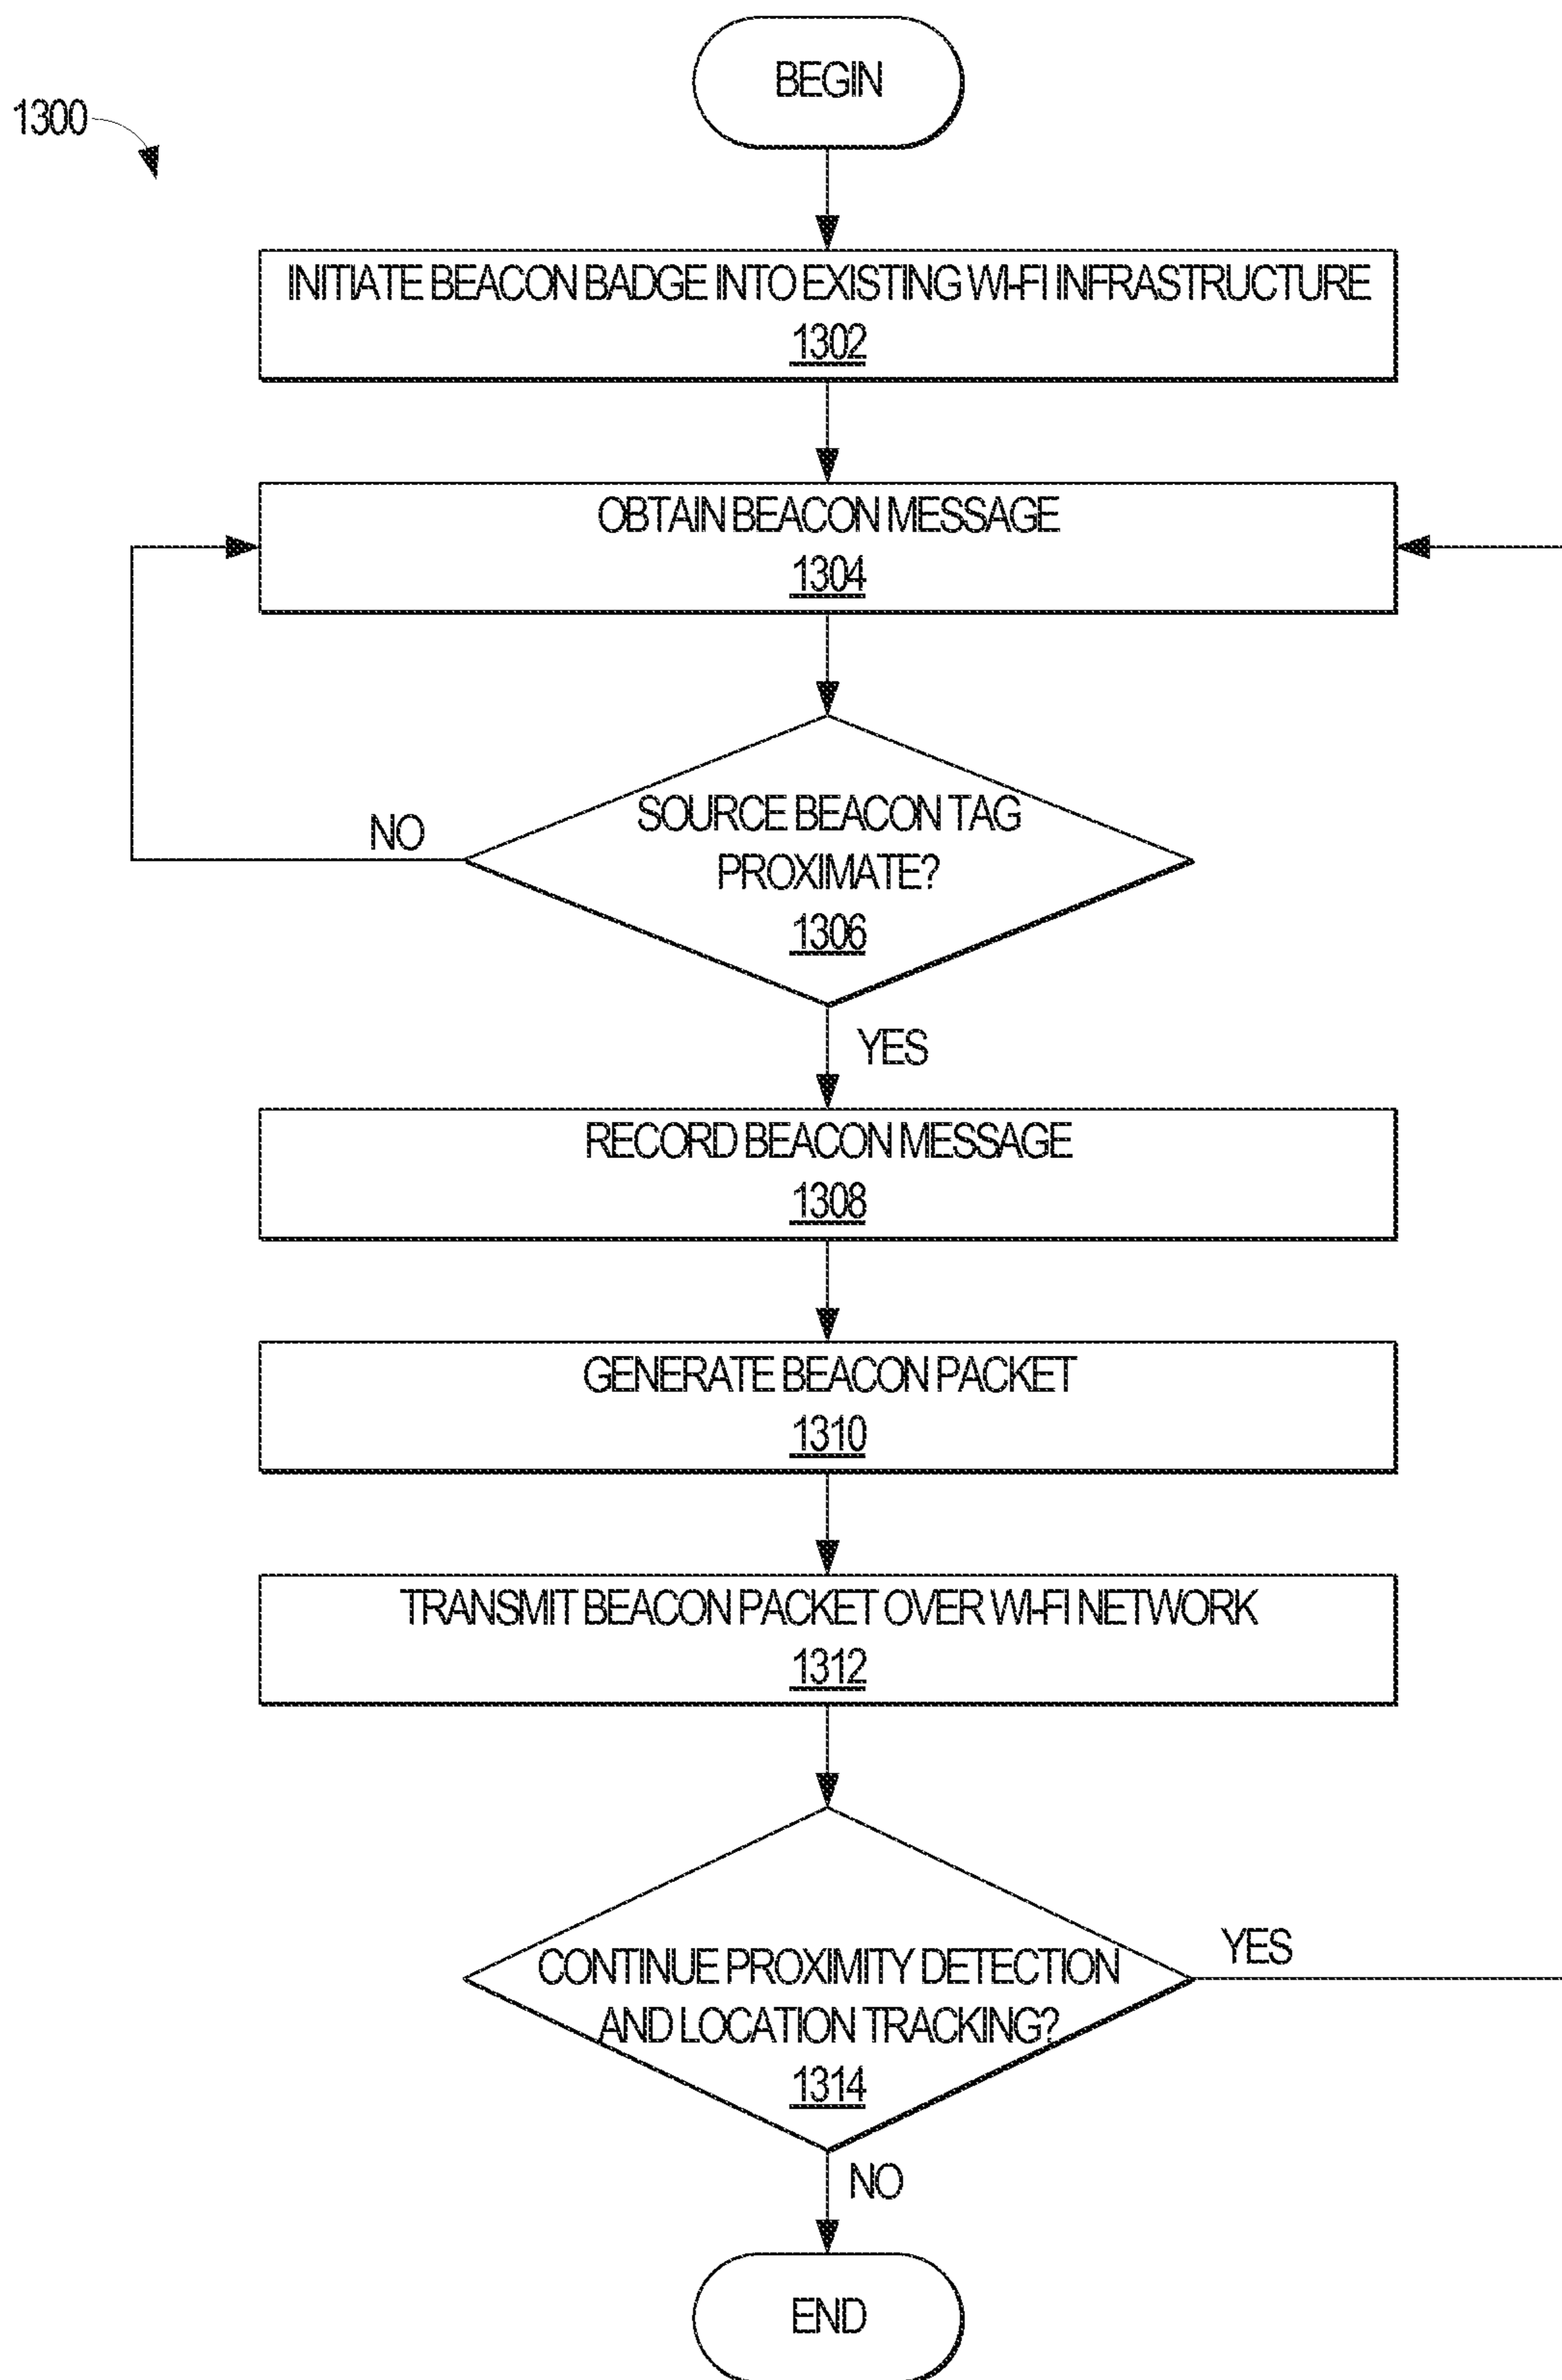 BEGIN
1300
INITIATE BEACON BADGE INTO EXISTING WI-FI INFRASTRUCTURE
1302
OBTAIN BEACON MESSAGE
1304
SOURCE BEACON TAG
PROXIMATE?
1306
NO
YES
RECORD BEACON MESSAGE
1308
GENERATE BEACON PACKET
1310
TRANSMIT BEACON PACKET OVER WI-FI NETWORK
1312
CONTINUE PROXIMITY DETECTION
AND LOCATION TRACKING?
1314
YES
NO
END